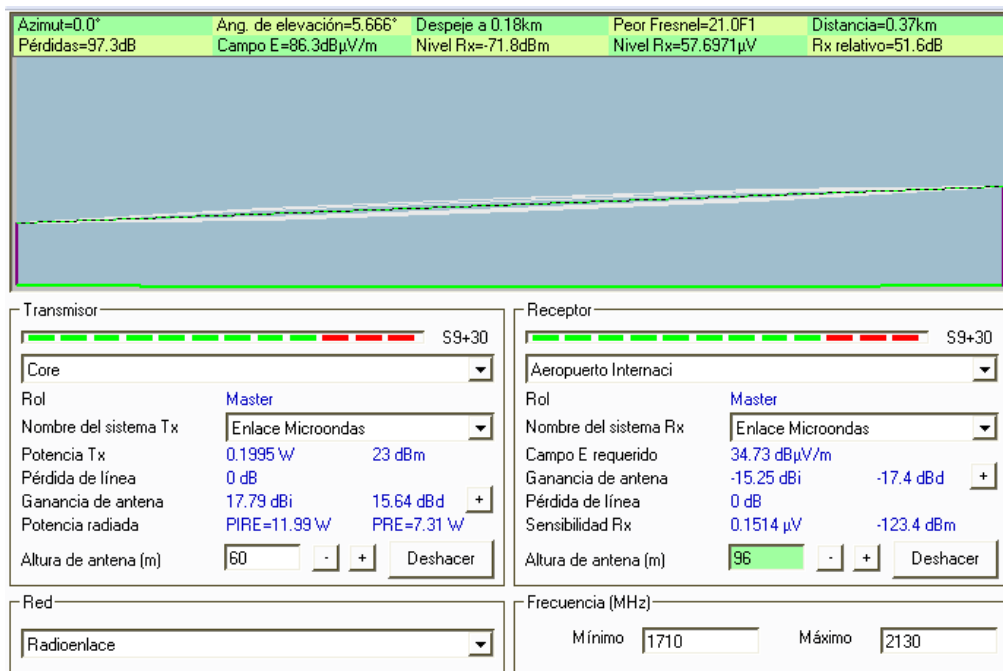 Azimut=0.0° Ang. de elevación=5.666° Despeje a 0.18km Peor Fresnel=21.0F1 Distancia=0.37km
Pérdidas=97.3dB Campo E=86.3dBµV/m Nivel Rx=-71.8dBm Nivel Rx=57.6971µV Rx relativo=51.6dB
Transmisor
S9+30
Core
Rol Master
Nombre del sistema Tx Enlace Microondas
Potencia Tx 0.1995 W 23 dBm
Pérdida de línea 0 dB
Ganancia de antena 17.79 dBi 15.64 dBd +
Potencia radiada PIRE=11.99 W PRE=7.31 W
Altura de antena (m) 60 - + Deshacer
Receptor
S9+30
Aeropuerto Internaci
Rol Master
Nombre del sistema Rx Enlace Microondas
Campo E requerido 34.73 dBµV/m
Ganancia de antena -15.25 dBi -17.4 dBd +
Pérdida de línea 0 dB
Sensibilidad Rx 0.1514 µV -123.4 dBm
Altura de antena (m) 96 - + Deshacer
Red
Radioenlace
Frecuencia (MHz)
Mínimo 1710 Máximo 2130